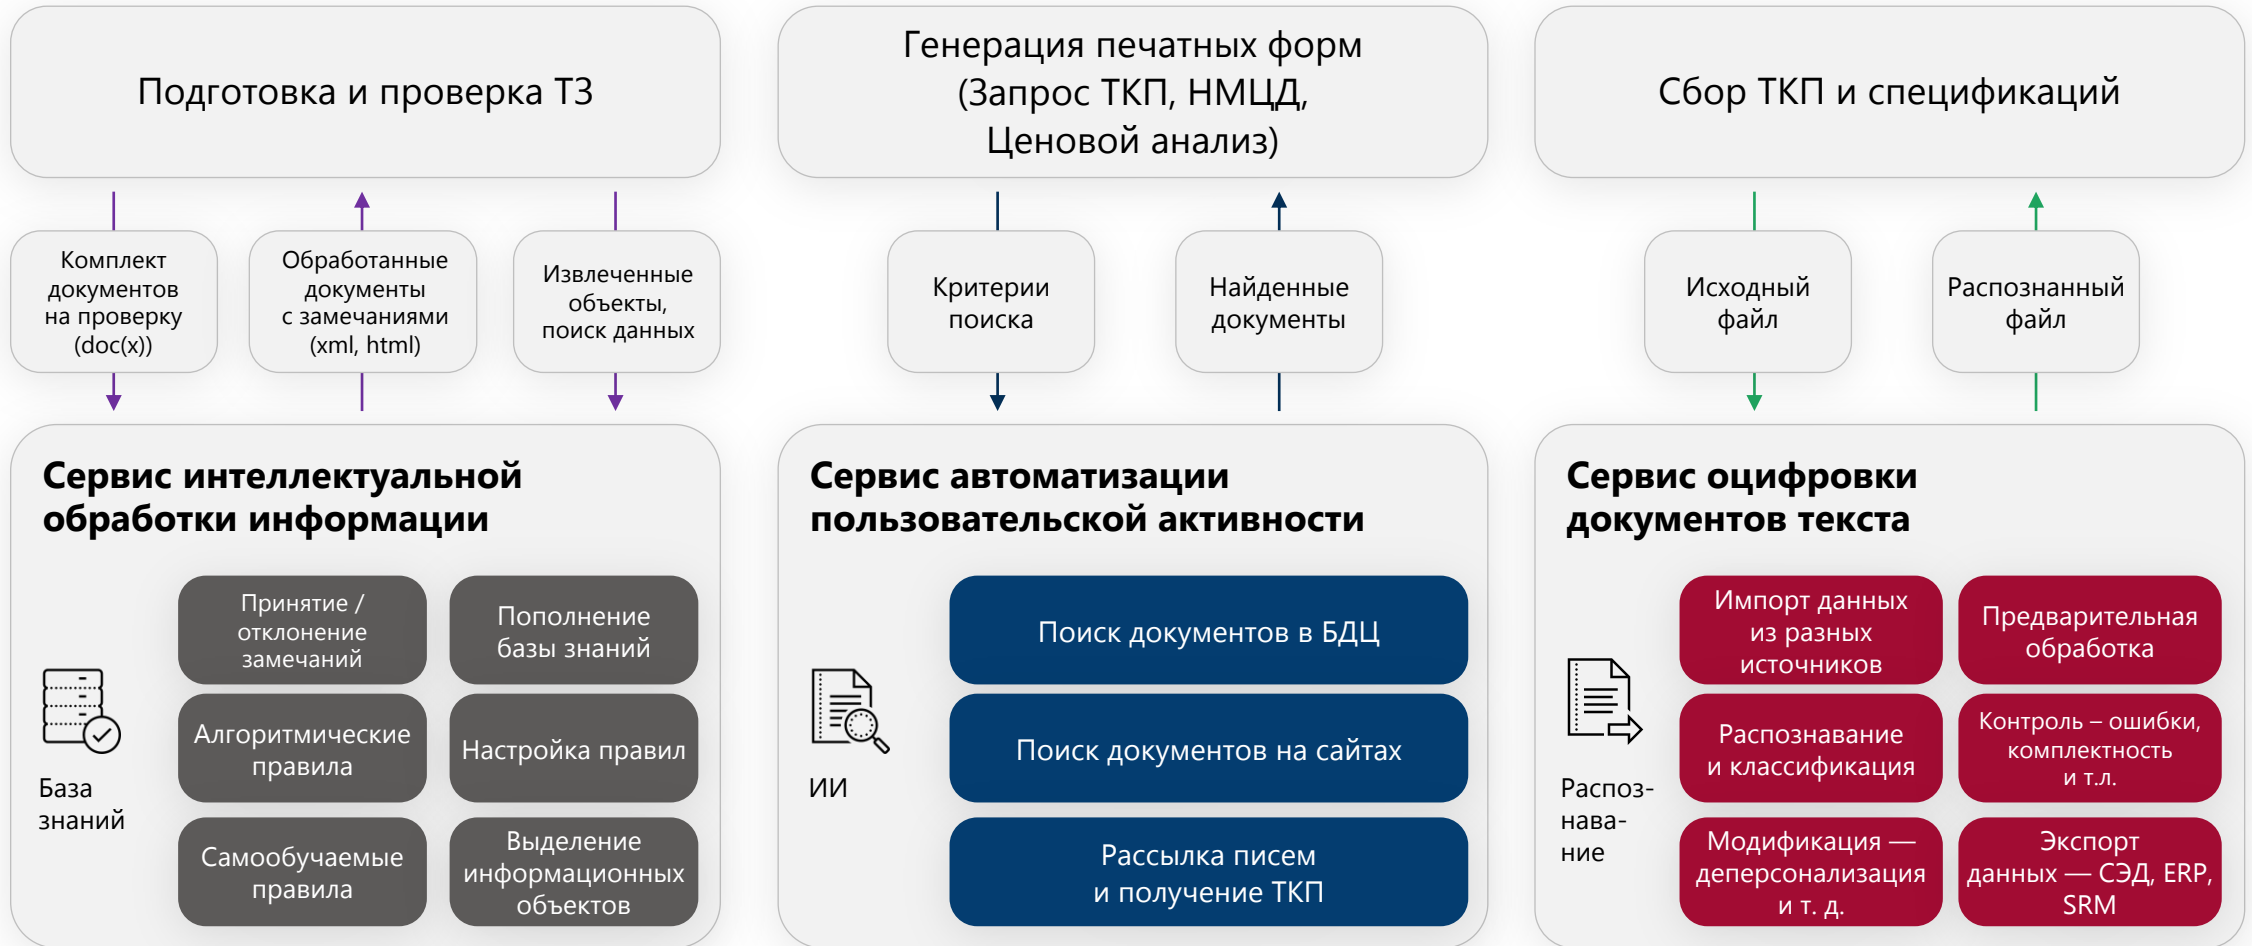 Подготовка и проверка ТЗ
Генерация печатных форм
(Запрос ТКП, НМЦД,
Ценовой анализ)
Сбор ТКП и спецификаций
Комплект
документов
на проверку
(doc(x))
Обработанные
документы
с замечаниями
(xml, html)
Извлеченные
объекты,
поиск данных
Критерии
поиска
Найденные
документы
Исходный
файл
Распознанный
файл
Сервис интеллектуальной
обработки информации
База
знаний
Принятие /
отклонение
замечаний
Пополнение
базы знаний
Алгоритмические
правила
Настройка правил
Самообучаемые
правила
Выделение
информационных
объектов
Сервис автоматизации
пользовательской активности
ИИ
Поиск документов в БДЦ
Поиск документов на сайтах
Рассылка писем
и получение ТКП
Сервис оцифровки
документов текста
Распоз-
нава-
ние
Импорт данных
из разных
источников
Предварительная
обработка
Распознавание
и классификация
Контроль – ошибки,
комплектность
и т.л.
Модификация —
деперсонализация
и т. д.
Экспорт
данных — СЭД, ERP,
SRM